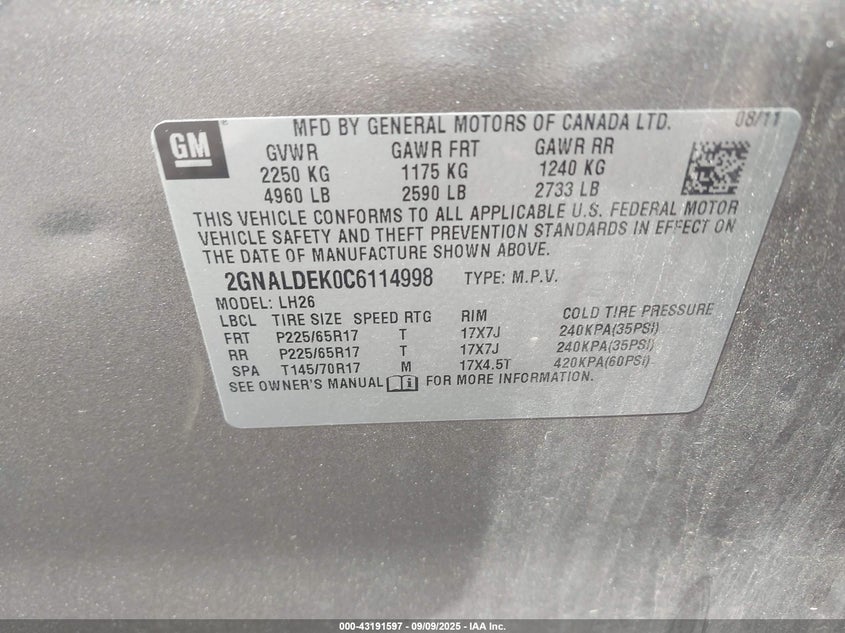 GM
MFD BY GENERAL MOTORS OF CANADA LTD. 08/11
GVWR GAWR FRT GAWR RR
2250 KG 1175 KG 1240 KG
4960 LB 2590 LB 2733 LB
THIS VEHICLE CONFORMS TO ALL APPLICABLE U.S. FEDERAL MOTOR
VEHICLE SAFETY AND THEFT PREVENTION STANDARDS IN EFFECT ON
THE DATE OF MANUFACTURE SHOWN ABOVE.
2GNALDEK0C6114998 TYPE: M.P.V.
MODEL: LH26
LBCL TIRE SIZE SPEED RTG RIM COLD TIRE PRESSURE
FRT P225/65R17 T 17X7J 240KPA(35PSI)
RR P225/65R17 T 17X7J 240KPA(35PSI)
SPA T145/70R17 M 17X4.5T 420KPA(60PSI)
SEE OWNER'S MANUAL FOR MORE INFORMATION.
000-43191597 - 09/09/2025 - IAA Inc.